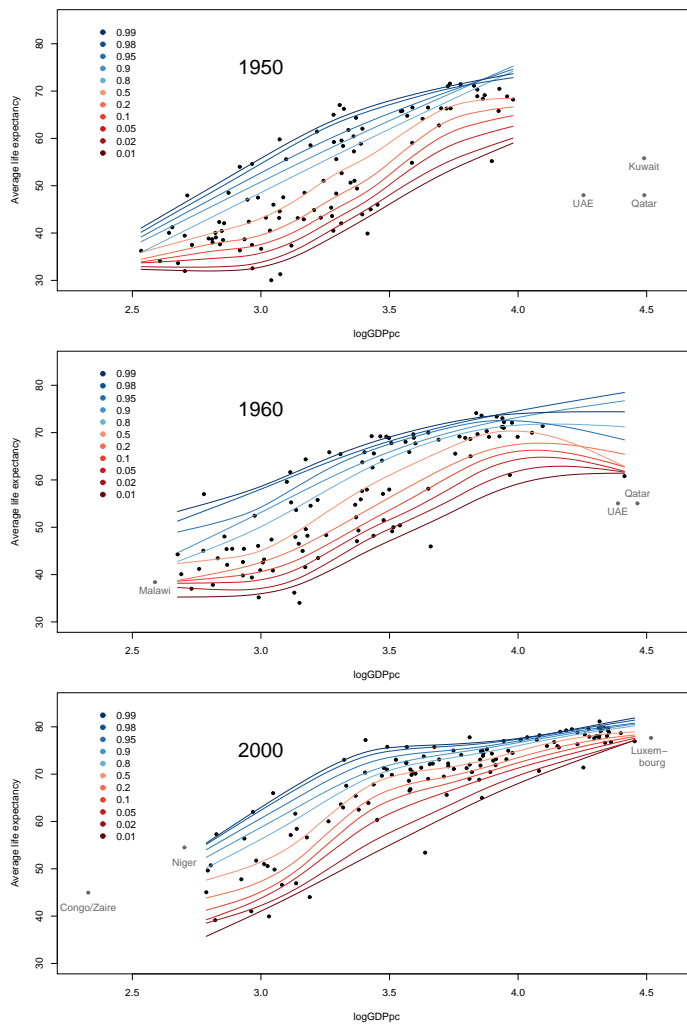 1950
0.99
0.98
0.95
0.9
0.8
0.5
0.2
0.1
0.05
0.02
0.01
Kuwait
UAE
Qatar
80
70
60
50
40
30
Average life expectancy
2.5 3.0 3.5 4.0 4.5
logGDPpc
1960
0.99
0.98
0.95
0.9
0.8
0.5
0.2
0.1
0.05
0.02
0.01
Qatar
UAE
Malawi
80
70
60
50
40
30
Average life expectancy
2.5 3.0 3.5 4.0 4.5
logGDPpc
2000
0.99
0.98
0.95
0.9
0.8
0.5
0.2
0.1
0.05
0.02
0.01
Luxem–
bourg
Niger
Congo/Zaire
80
70
60
50
40
30
Average life expectancy
2.5 3.0 3.5 4.0 4.5
logGDPpc